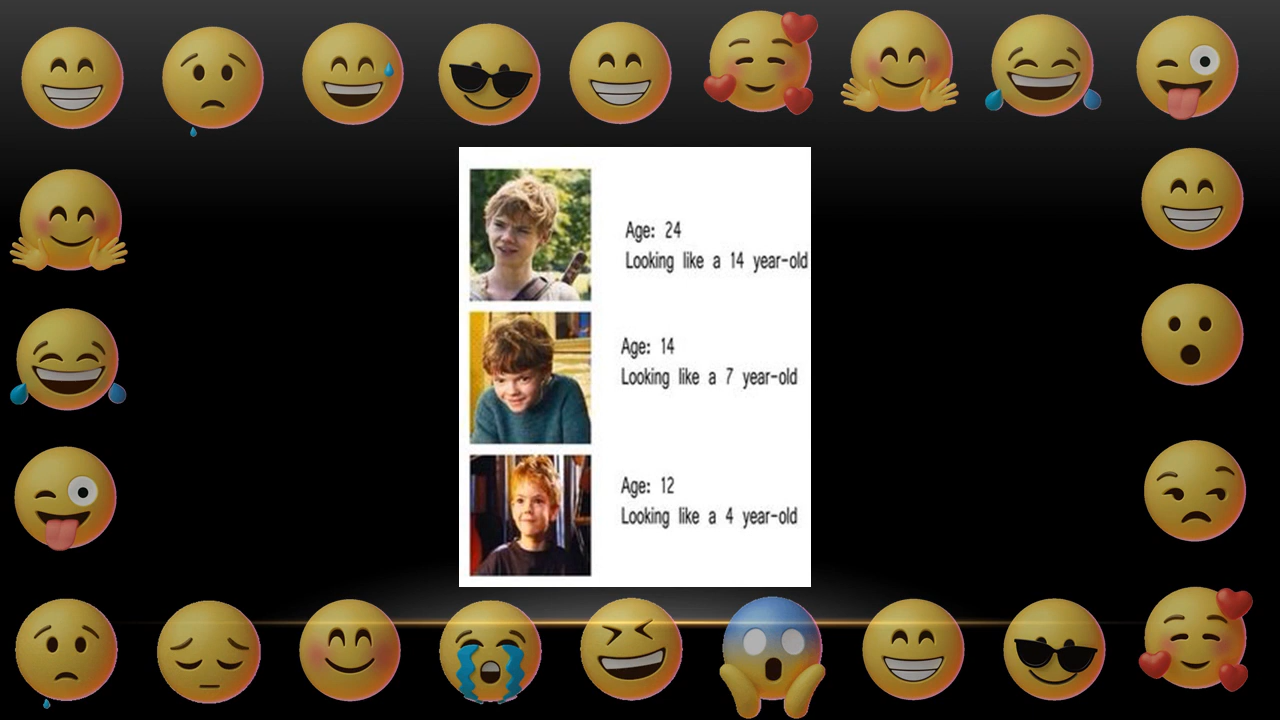 Age: 24
Looking like a 14 year-old
Age: 14
Looking like a 7 year-old
Age: 12
Looking like a 4 year-old